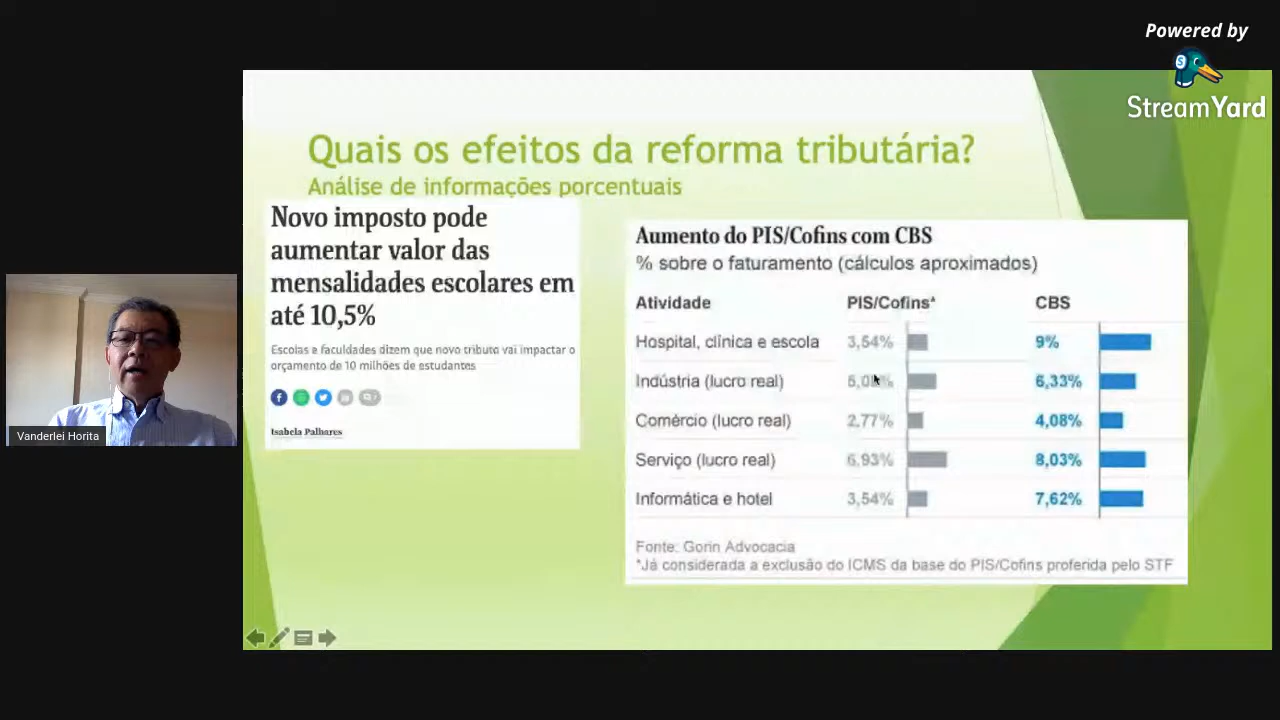 Powered by
StreamYard
Quais os efeitos da reforma tributária?
Análise de informações porcentuais
Novo imposto pode
aumentar valor das
mensalidades escolares em
até 10,5%
Escolas e faculdades dizem que novo tributo vai impactar o
orçamento de 10 milhões de estudantes
Isabela Palhares
Aumento do PIS/Cofins com CBS
% sobre o faturamento (cálculos aproximados)
Atividade PIS/Cofins* CBS
Hospital, clínica e escola 3,54% 9%
Indústria (lucro real) 6,33%
Comércio (lucro real) 2,77% 4,08%
Serviço (lucro real) 6,93% 8,03%
Informática e hotel 3,54% 7,62%
Fonte: Gorin Advocacia
*Já considerada a exclusão do ICMS da base do PIS/Cofins proferida pelo STF
Vanderlei Horita